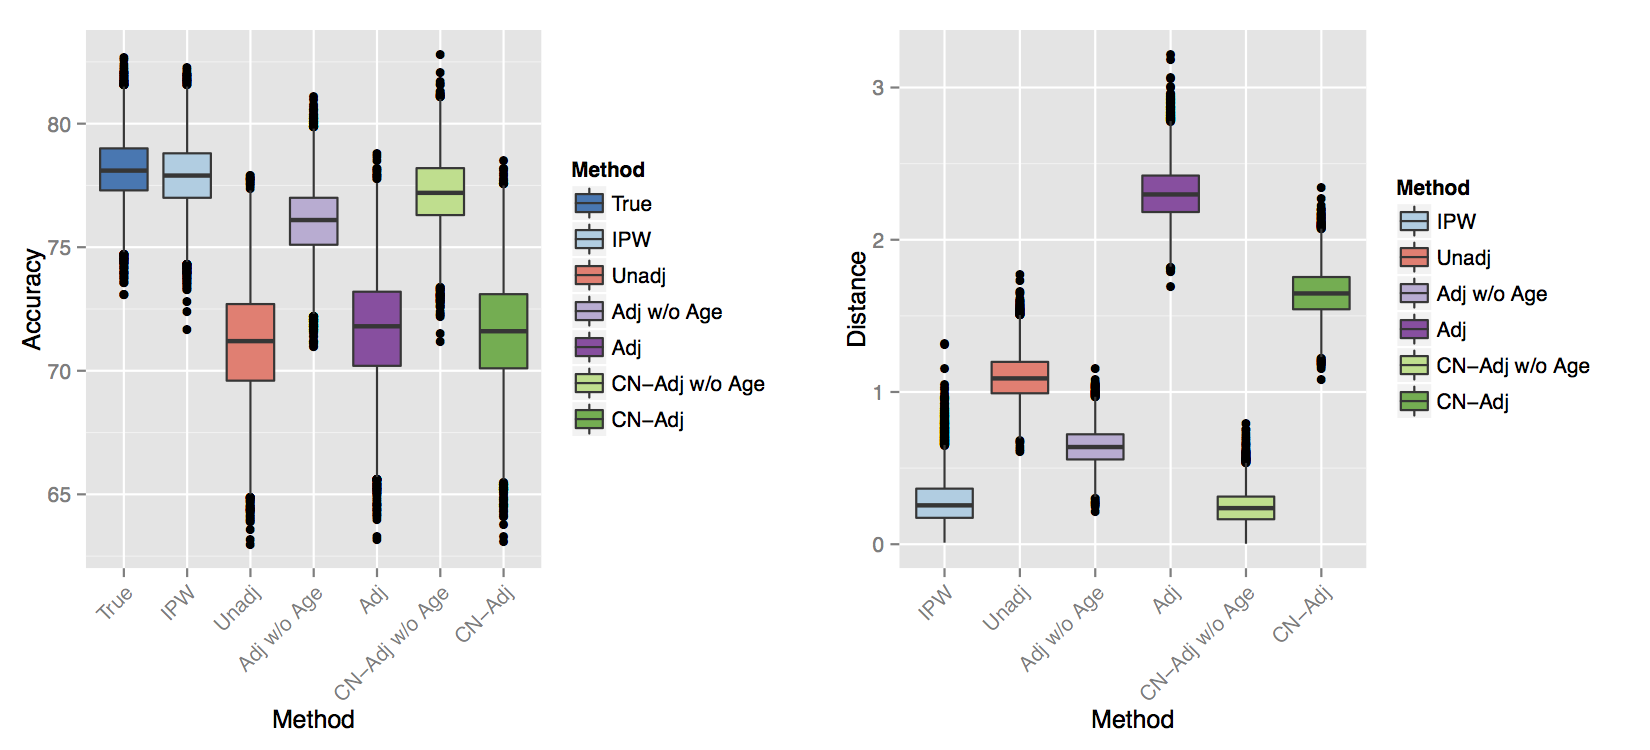 Accuracy
80
75
70
65
True
IPW
Unadj
Adj w/o Age
Adj
CN-Adj w/o Age
CN-Adj
Method
Method
True
IPW
Unadj
Adj w/o Age
Adj
CN-Adj w/o Age
CN-Adj
Distance
3
2
1
0
IPW
Unadj
Adj w/o Age
Adj
CN-Adj w/o Age
CN-Adj
Method
Method
IPW
Unadj
Adj w/o Age
Adj
CN-Adj w/o Age
CN-Adj